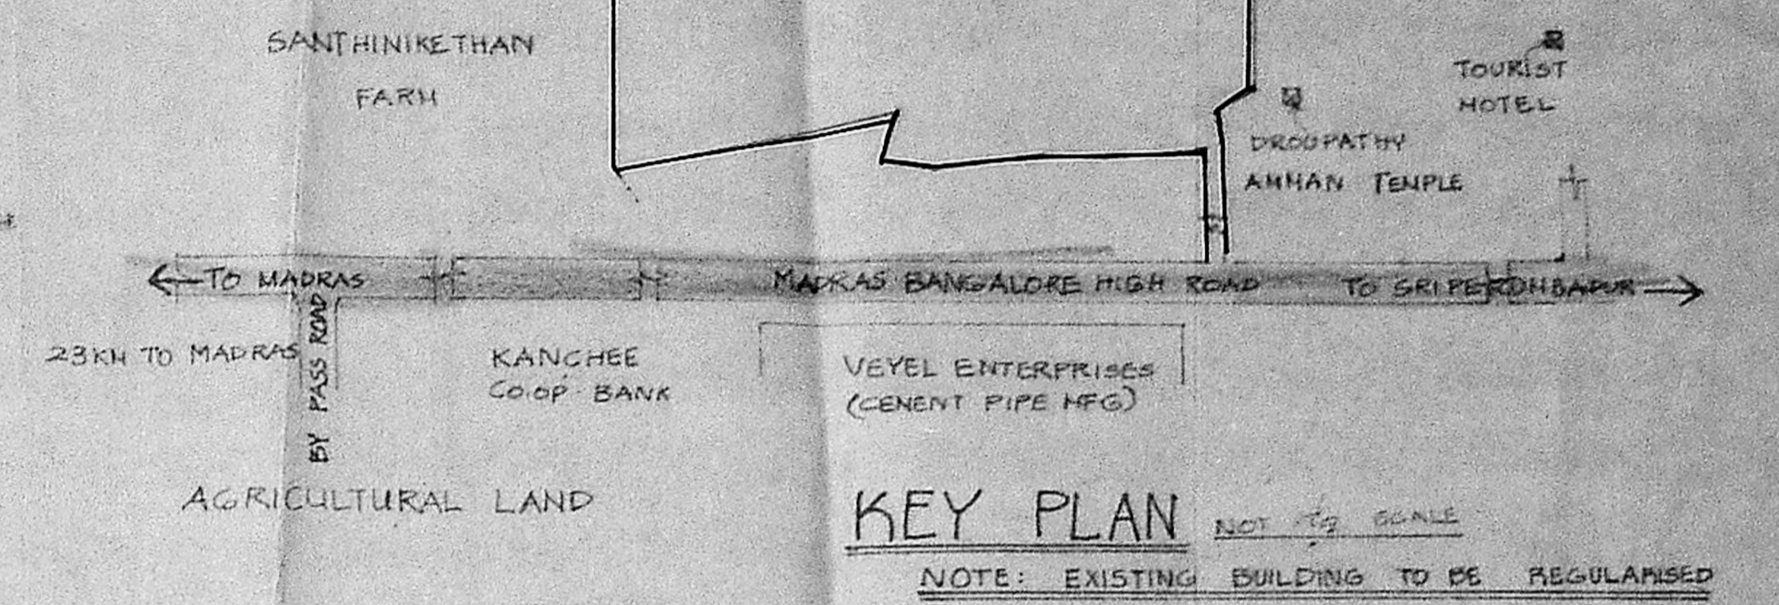 SANTHINIKETHAN
FARM
TOURIST
HOTEL
DROUPATHY
AMMAN TEMPLE
TO MADRAS
MADRAS BANGALORE HIGH ROAD
TO SRIPERUMBADUR
BY PASS ROAD
23KM TO MADRAS
KANCHEE
CO.OP. BANK
VEYEL ENTERPRISES
(CEMENT PIPE MFG)
AGRICULTURAL LAND
KEY PLAN
NOT TO SCALE
NOTE: EXISTING BUILDING TO BE REGULARISED